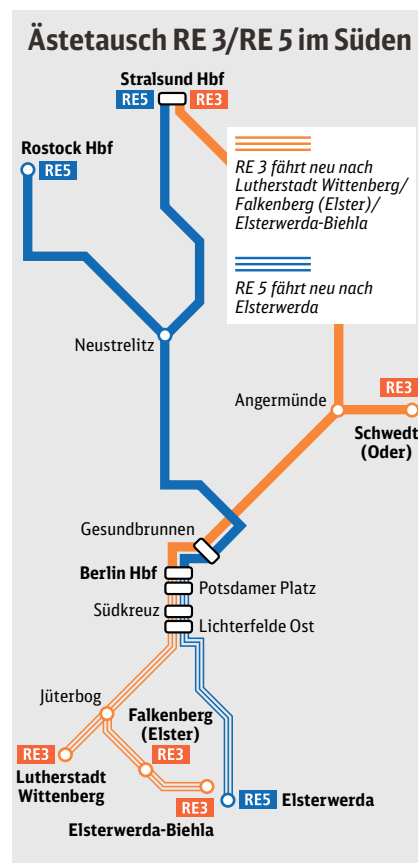 Ästetausch RE 3/RE 5 im Süden
Stralsund Hbf
RE5 RE3
Rostock Hbf
RE5
RE 3 fährt neu nach
Lutherstadt Wittenberg/
Falkenberg (Elster)/
Elsterwerda-Biehla
RE 5 fährt neu nach
Elsterwerda
Neustrelitz
RE3
Angermünde
Schwedt
(Oder)
Gesundbrunnen
Berlin Hbf
Potsdamer Platz
Südkreuz
Lichterfelde Ost
Jüterbog
Falkenberg
(Elster)
RE3
RE3
Lutherstadt
Wittenberg
RE3
RE5 Elsterwerda
Elsterwerda-Biehla